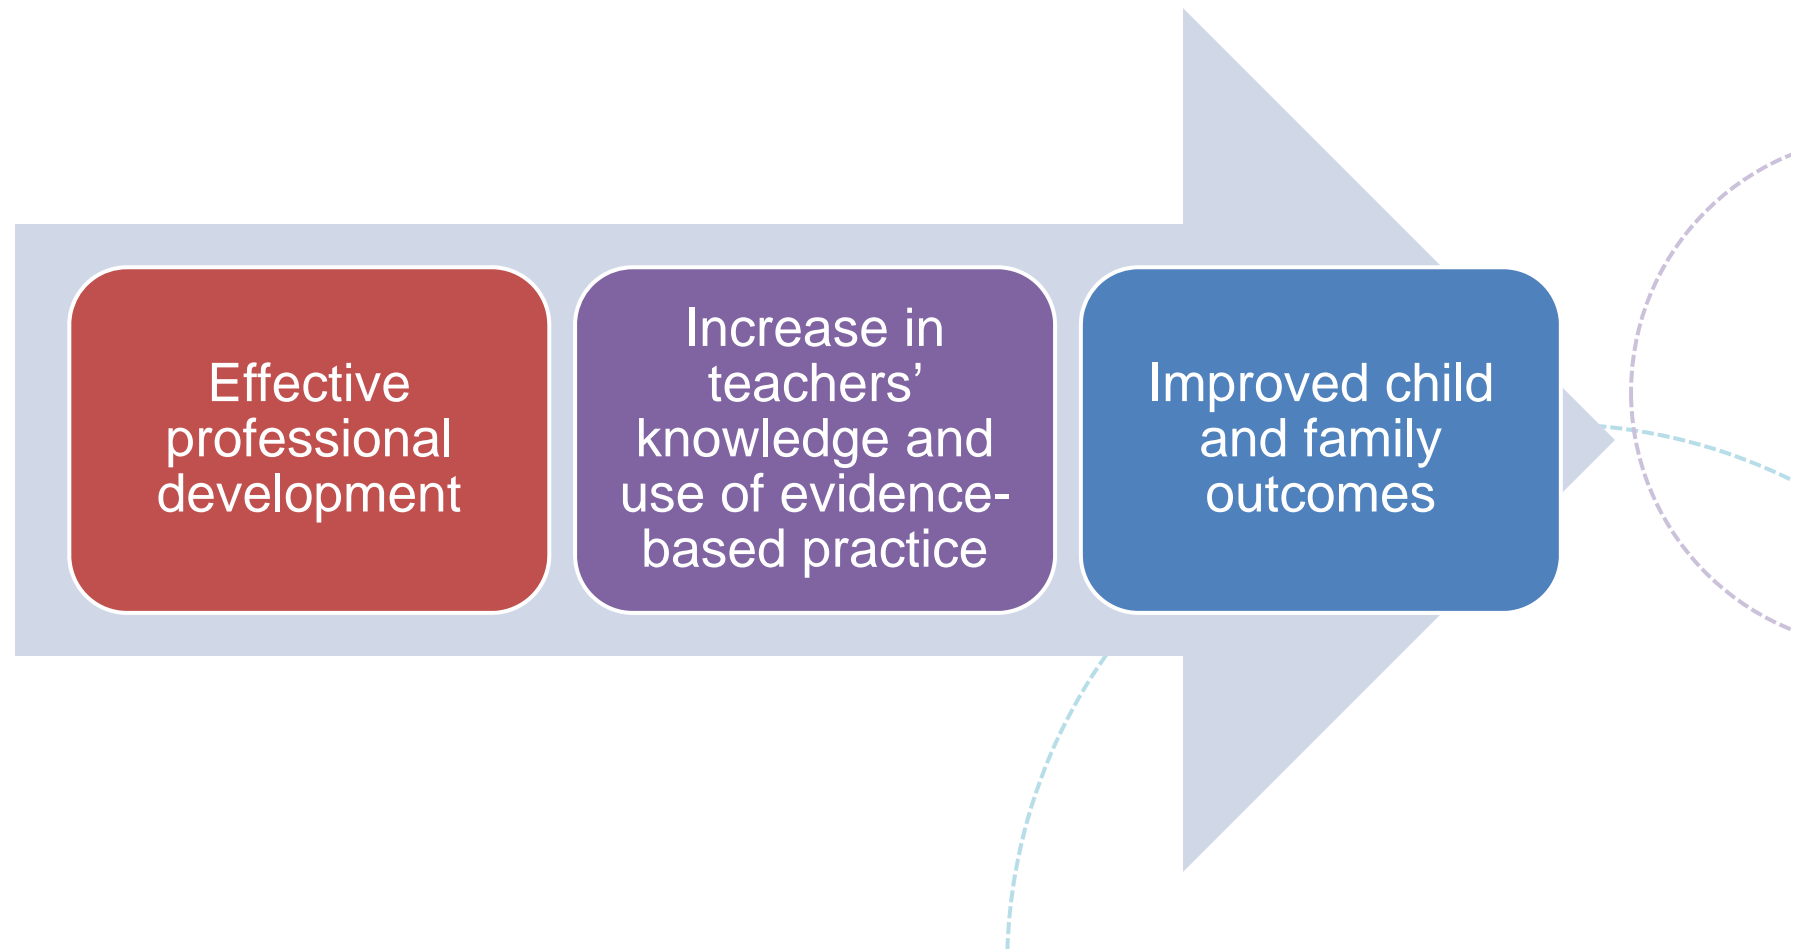 Effective
professional
development
Increase in
teachers’
knowledge and
use of evidence-
based practice
Improved child
and family
outcomes